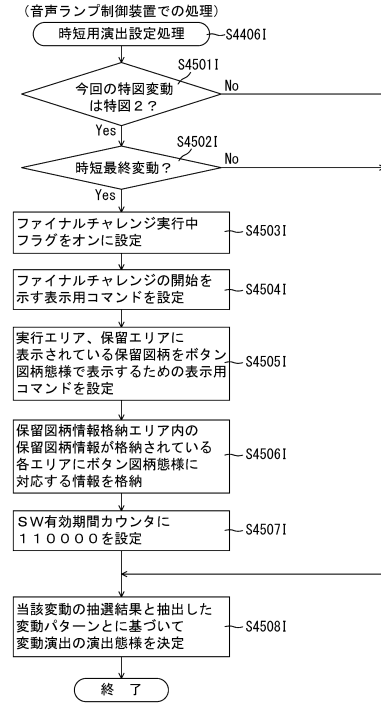 (音声ランプ制御装置での処理)
時短用演出設定処理
S4406I
S4501I
今回の特図変動
は特図2?
No
Yes
S4502I
時短最終変動?
No
Yes
ファイナルチャレンジ実行中
フラグをオンに設定
S4503I
ファイナルチャレンジの開始を
示す表示用コマンドを設定
S4504I
実行エリア、保留エリアに
表示されている保留図柄をボタン
図柄態様で表示するための表示用
コマンドを設定
S4505I
保留図柄情報格納エリア内の
保留図柄情報が格納されている
各エリアにボタン図柄態様に
対応する情報を格納
S4506I
SW有効期間カウンタに
110000を設定
S4507I
当該変動の抽選結果と抽出した
変動パターンとに基づいて
変動演出の演出態様を決定
S4508I
終 了